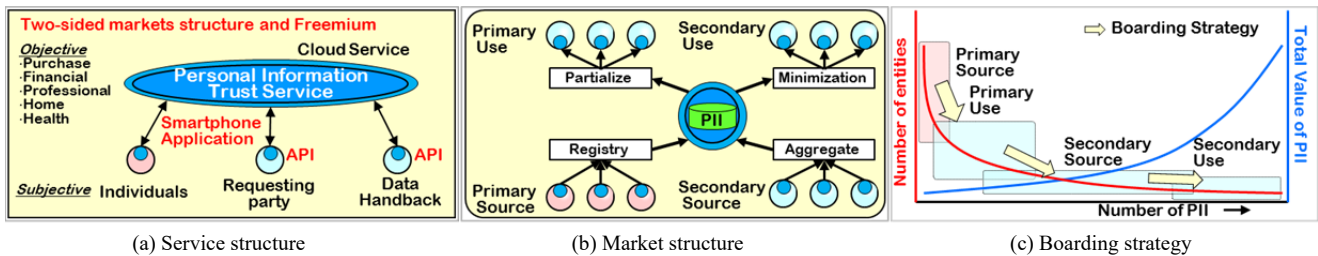 Two-sided markets structure and Freemium
Objective
·Purchase
·Financial
·Professional
·Home
·Health
Cloud Service
Personal Information
Trust Service
Smartphone
Application
API
API
Subjective
Individuals
Requesting
party
Data
Handback
(a) Service structure
Primary
Use
Secondary
Use
Partialize
Minimization
PII
Registry
Aggregate
Primary
Source
Secondary
Source
(b) Market structure
Number of entities
Boarding Strategy
Primary
Source
Primary
Use
Secondary
Source
Secondary
Use
Total Value of PII
Number of PII
(c) Boarding strategy